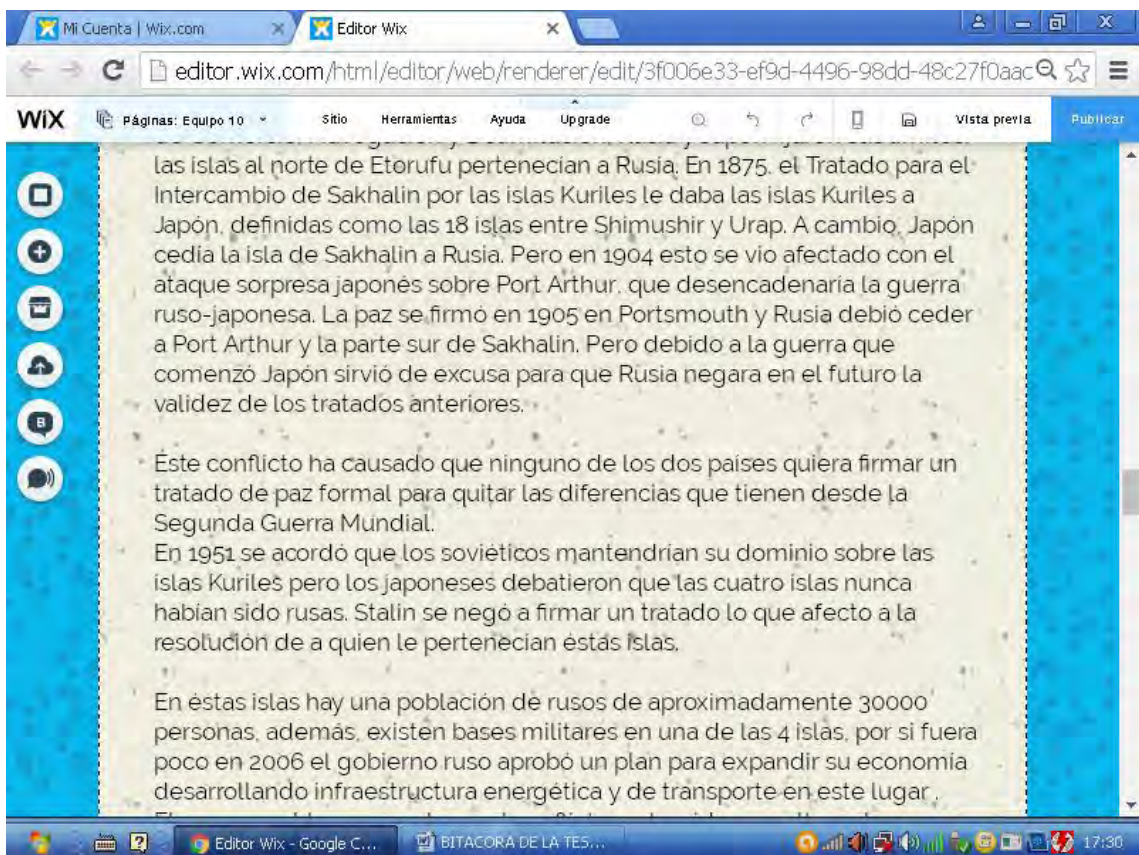 Mi Cuenta | Wix.com
Editor Wix
editor.wix.com/html/editor/web/renderer/edit/3f006e33-ef9d-4496-98dd-48c27f0aac
WiX
Páginas: Equipo 10
Sitio
Herramientas
Ayuda
Upgrade
Vista previa
Publicar
las islas al norte de Etorufu pertenecían a Rusia. En 1875, el Tratado para el
Intercambio de Sakhalin por las islas Kuriles le daba las islas Kuriles a
Japón, definidas como las 18 islas entre Shimushir y Urap. A cambio, Japón
cedía la isla de Sakhalin a Rusia. Pero en 1904 esto se vio afectado con el
ataque sorpresa japonés sobre Port Arthur, que desencadenaría la guerra
ruso-japonesa. La paz se firmó en 1905 en Portsmouth y Rusia debió ceder
a Port Arthur y la parte sur de Sakhalin. Pero debido a la guerra que
comenzó Japón sirvió de excusa para que Rusia negara en el futuro la
validez de los tratados anteriores.
Éste conflicto ha causado que ninguno de los dos países quiera firmar un
tratado de paz formal para quitar las diferencias que tienen desde la
Segunda Guerra Mundial.
En 1951 se acordó que los soviéticos mantendrían su dominio sobre las
islas Kuriles pero los japoneses debatieron que las cuatro islas nunca
habían sido rusas. Stalin se negó a firmar un tratado lo que afecto a la
resolución de a quien le pertenecían éstas islas.
En éstas islas hay una población de rusos de aproximadamente 30000
personas, además, existen bases militares en una de las 4 islas, por si fuera
poco en 2006 el gobierno ruso aprobó un plan para expandir su economía
desarrollando infraestructura energética y de transporte en este lugar ,
Editor Wix - Google C...
BITACORA DE LA TES...
17:30